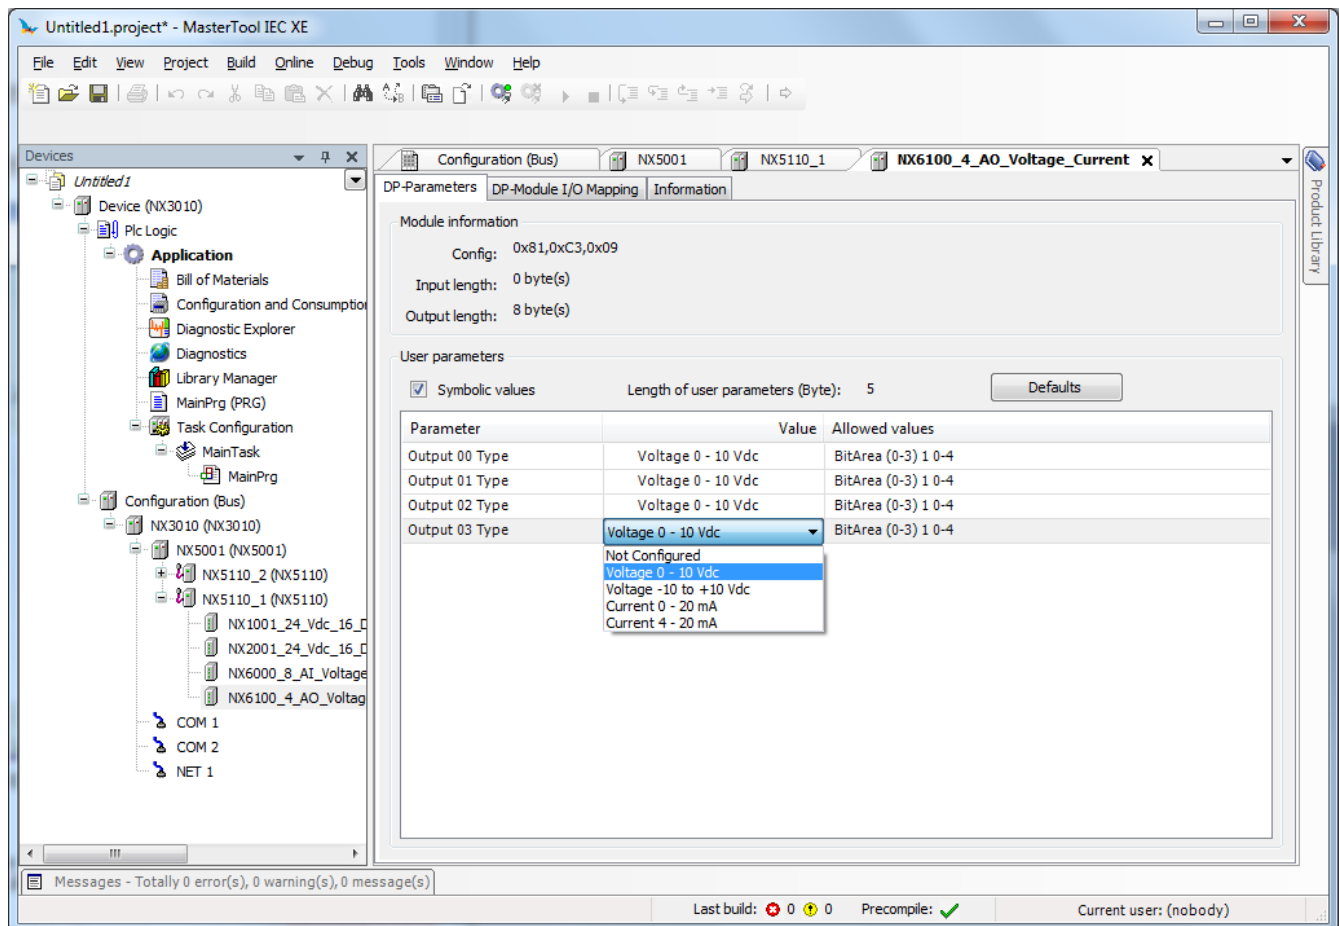 Untitled1.project* - MasterTool IEC XE
File Edit View Project Build Online Debug Tools Window Help
Devices
Untitled1
Device (NX3010)
Plc Logic
Application
Bill of Materials
Configuration and Consumption
Diagnostic Explorer
Diagnostics
Library Manager
MainPrg (PRG)
Task Configuration
MainTask
MainPrg
Configuration (Bus)
NX3010 (NX3010)
NX5001 (NX5001)
NX5110_2 (NX5110)
NX5110_1 (NX5110)
NX1001_24_Vdc_16_D
NX2001_24_Vdc_16_D
NX6000_8_AI_Voltage
NX6100_4_AO_Voltag
COM 1
COM 2
NET 1
Configuration (Bus) NX5001 NX5110_1 NX6100_4_AO_Voltage_Current
DP-Parameters DP-Module I/O Mapping Information
Module information
Config: 0x81,0xC3,0x09
Input length: 0 byte(s)
Output length: 8 byte(s)
User parameters
Symbolic values Length of user parameters (Byte): 5 Defaults
Parameter Value Allowed values
Output 00 Type Voltage 0 - 10 Vdc BitArea (0-3) 1 0-4
Output 01 Type Voltage 0 - 10 Vdc BitArea (0-3) 1 0-4
Output 02 Type Voltage 0 - 10 Vdc BitArea (0-3) 1 0-4
Output 03 Type Voltage 0 - 10 Vdc BitArea (0-3) 1 0-4
Not Configured
Voltage 0 - 10 Vdc
Voltage -10 to +10 Vdc
Current 0 - 20 mA
Current 4 - 20 mA
Product Library
Messages - Totally 0 error(s), 0 warning(s), 0 message(s)
Last build: 0 0 Precompile: Current user: (nobody)